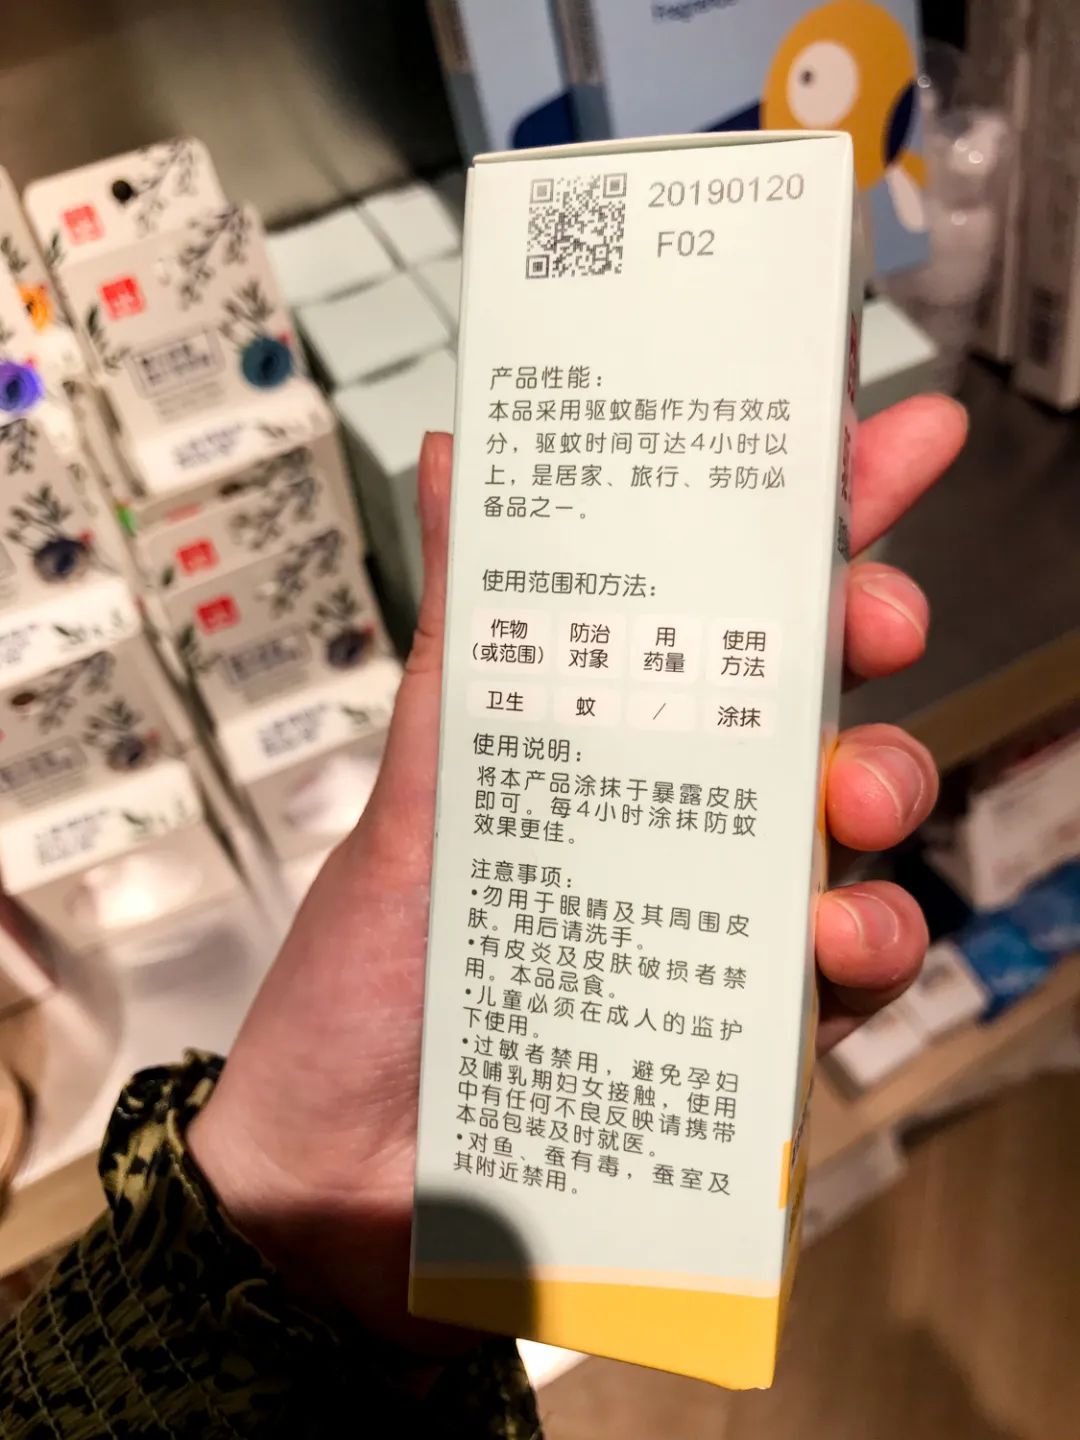 20190120
F02
产品性能：
本品采用驱蚊酯作为有效成
分，驱蚊时间可达4小时以
上，是居家、旅行、劳防必
备品之一。
使用范围和方法：
作物
(或范围)
防治
对象
用
药量
使用
方法
卫生
蚊
/
涂抹
使用说明：
将本产品涂抹于暴露皮肤
即可。每4小时涂抹防蚊
效果更佳。
注意事项：
•勿用于眼睛及其周围皮
肤。用后请洗手。
•有皮炎及皮肤破损者禁
用。本品忌食。
•儿童必须在成人的监护
下使用。
•过敏者禁用，避免孕妇
及哺乳期妇女接触，使用
中有任何不良反映请携带
本品包装及时就医。
•对鱼、蚕有毒，蚕室及
其附近禁用。